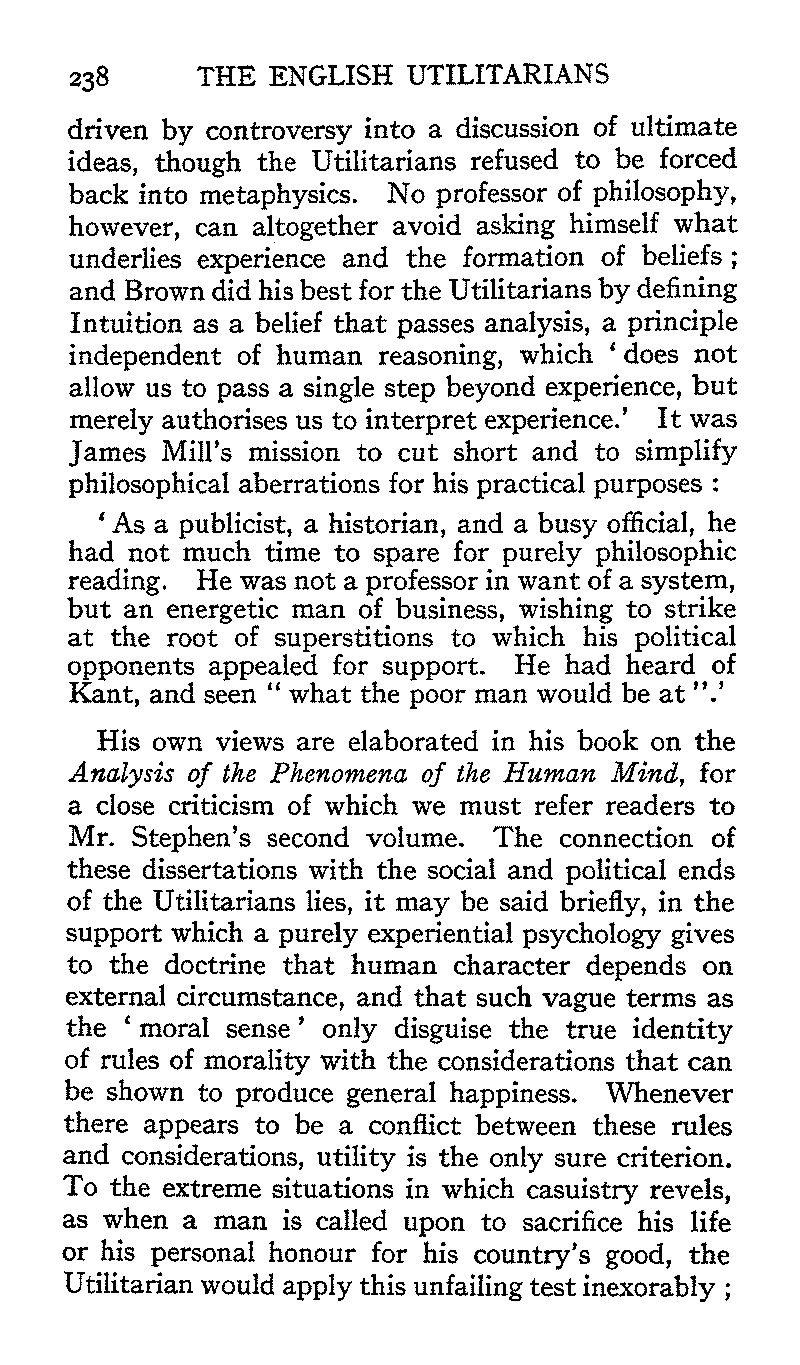 238 THE ENGLISH UTILITARIANS
driven by controversy into a discussion of ultimate
ideas, though the Utilitarians refused to be forced
back into metaphysics. No professor of philosophy,
however, can altogether avoid asking himself what
underlies experience and the formation of beliefs ;
and Brown did his best for the Utilitarians by defining
Intuition as a belief that passes analysis, a principle
independent of human reasoning, which ‘ does not
allow us to pass a single step beyond experience, but
merely authorises us to interpret experience.’ It was
James Mill’s mission to cut short and to simplify
philosophical aberrations for his practical purposes :
‘ As a publicist, a historian, and a busy official, he
had not much time to spare for purely philosophic
reading. He was not a professor in want of a system,
but an energetic man of business, wishing to strike
at the root of superstitions to which his political
opponents appealed for support. He had heard of
Kant, and seen “ what the poor man would be at ”.’
His own views are elaborated in his book on the
Analysis of the Phenomena of the Human Mind, for
a close criticism of which we must refer readers to
Mr. Stephen’s second volume. The connection of
these dissertations with the social and political ends
of the Utilitarians lies, it may be said briefly, in the
support which a purely experiential psychology gives
to the doctrine that human character depends on
external circumstance, and that such vague terms as
the ‘ moral sense ’ only disguise the true identity
of rules of morality with the considerations that can
be shown to produce general happiness. Whenever
there appears to be a conflict between these rules
and considerations, utility is the only sure criterion.
To the extreme situations in which casuistry revels,
as when a man is called upon to sacrifice his life
or his personal honour for his country’s good, the
Utilitarian would apply this unfailing test inexorably ;